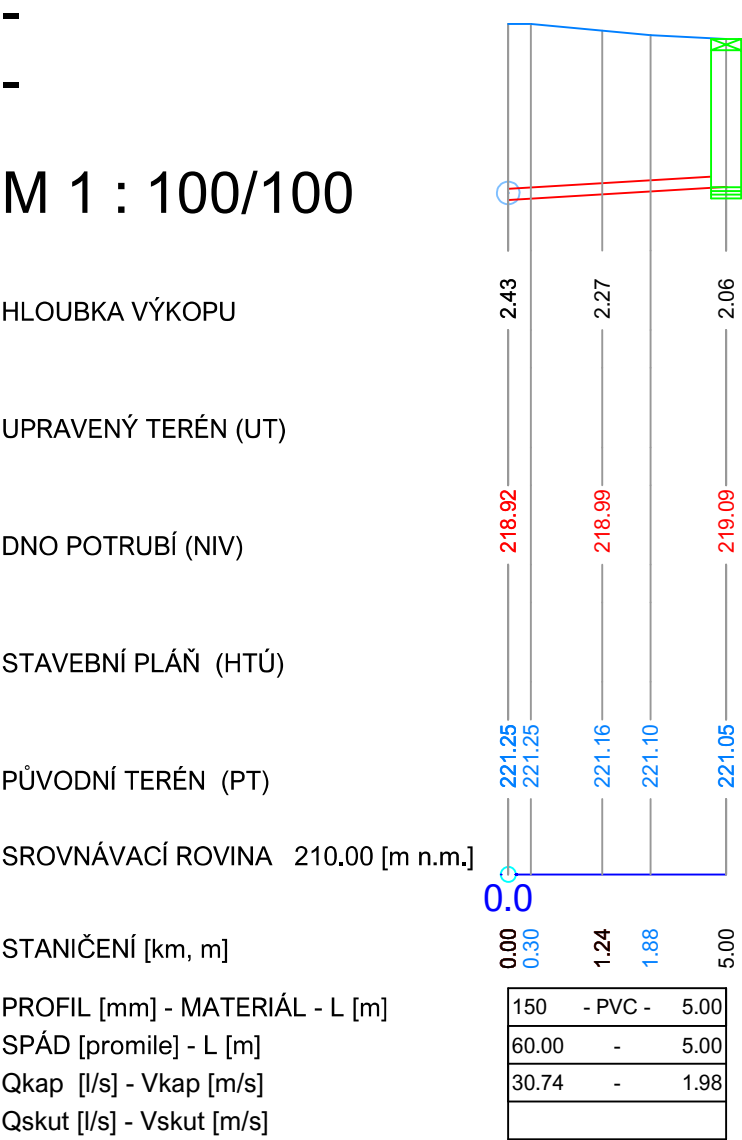 -
-
M 1 : 100/100
HLOUBKA VÝKOPU 2.43 2.27 2.06
UPRAVENÝ TERÉN (UT)
DNO POTRUBÍ (NIV) 218.92 218.99 219.09
STAVEBNÍ PLÁŇ (HTÚ)
PŮVODNÍ TERÉN (PT) 221.25 221.25 221.16 221.10 221.05
SROVNÁVACÍ ROVINA 210.00 [m n.m.]
0.0
STANIČENÍ [km, m] 0.00 0.30 1.24 1.88 5.00
PROFIL [mm] - MATERIÁL - L [m] 150 - PVC - 5.00
SPÁD [promile] - L [m] 60.00 - 5.00
Qkap [l/s] - Vkap [m/s] 30.74 - 1.98
Qskut [l/s] - Vskut [m/s]